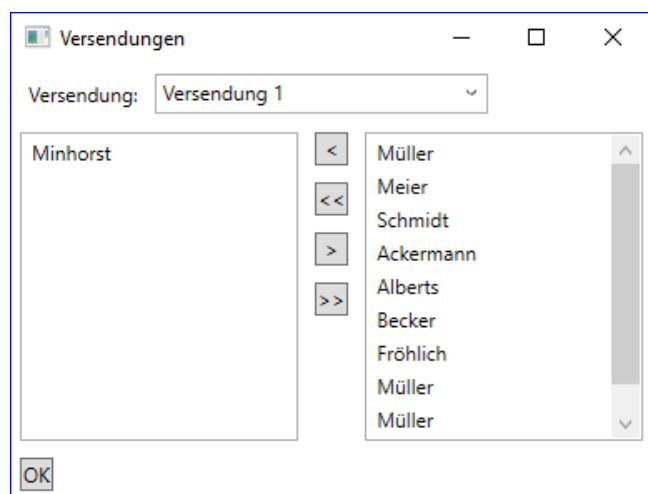 Versendungen
Versendung: Versendung 1
Minhorst
<
<<
>
>>
Müller
Meier
Schmidt
Ackermann
Alberts
Becker
Fröhlich
Müller
Müller
OK